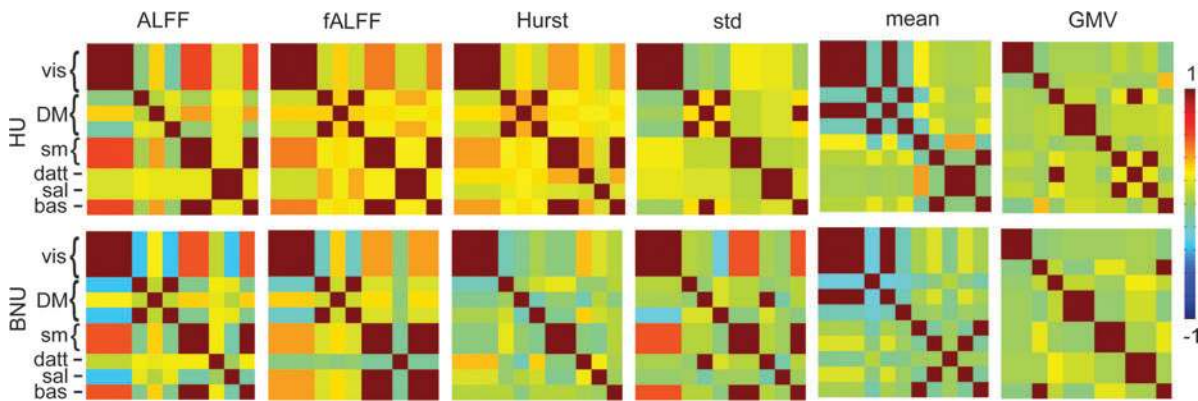 ALFF fALFF Hurst std mean GMV
HU
vis
DM
sm
datt
sal
bas
1
BNU
vis
DM
sm
datt
sal
bas
-1